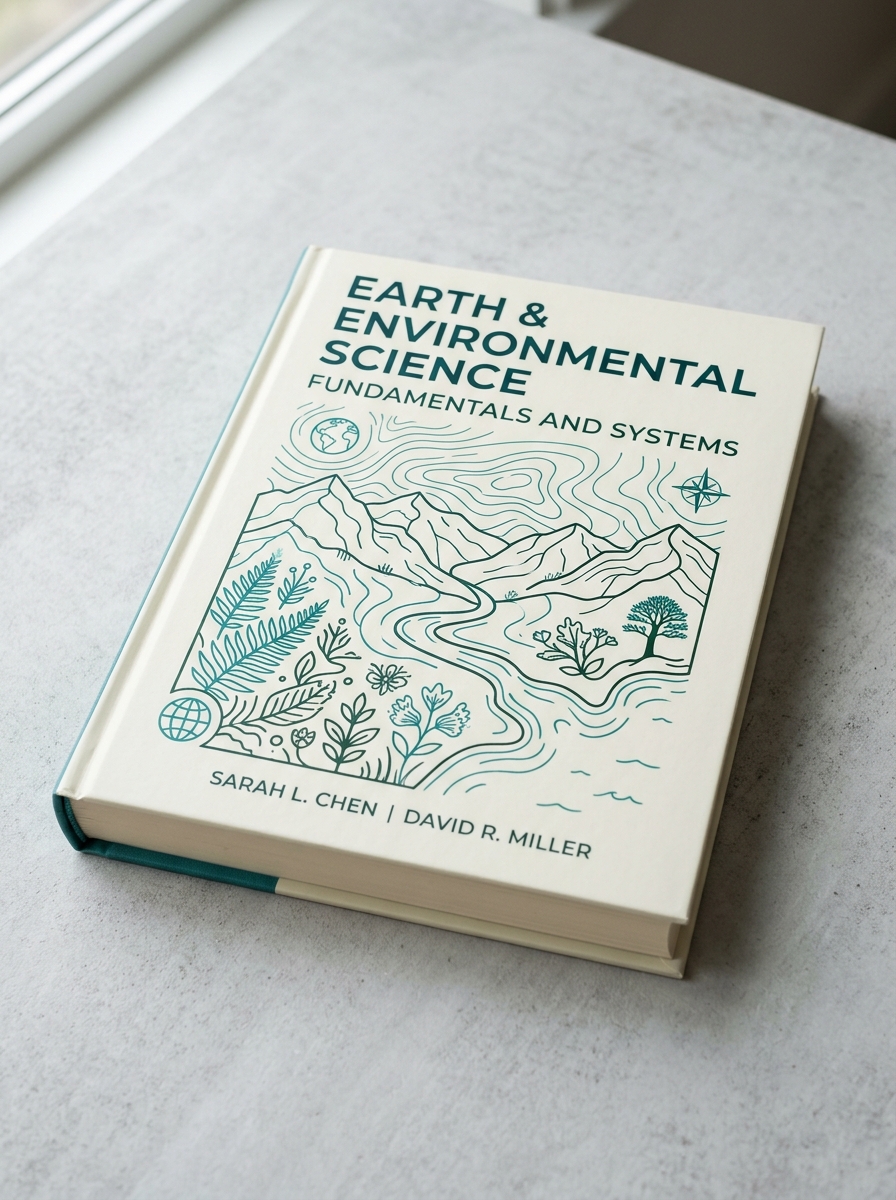 EARTH &
ENVIRONMENTAL
SCIENCE
FUNDAMENTALS AND SYSTEMS
SARAH L. CHEN | DAVID R. MILLER